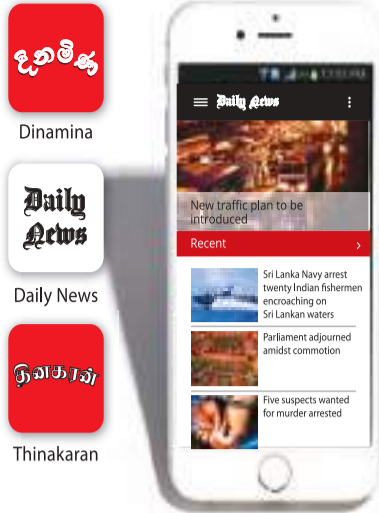 දිනමිණ
Dinamina
Daily
News
Daily News
தினகரன்
Thinakaran
Daily News
New traffic plan to be
introduced
Recent
Sri Lanka Navy arrest
twenty Indian fishermen
encroaching on
Sri Lankan waters
Parliament adjourned
amidst commotion
Five suspects wanted
for murder arrested